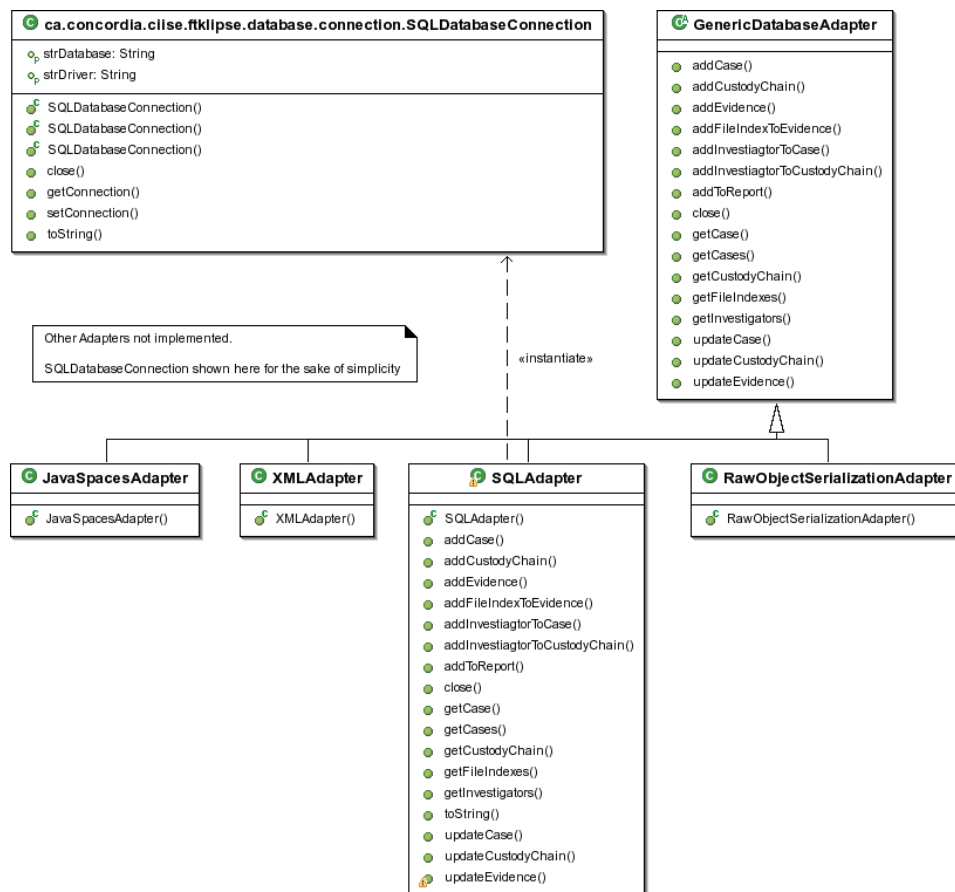 ca.concordia.ciise.ftklipse.database.connection.SQLDatabaseConnection
strDatabase: String
strDriver: String
SQLDatabaseConnection()
SQLDatabaseConnection()
SQLDatabaseConnection()
close()
getConnection()
setConnection()
toString()
GenericDatabaseAdapter
addCase()
addCustodyChain()
addEvidence()
addFileIndexToEvidence()
addInvestiagtorToCase()
addInvestiagtorToCustodyChain()
addToReport()
close()
getCase()
getCases()
getCustodyChain()
getFileIndexes()
getInvestigators()
updateCase()
updateCustodyChain()
updateEvidence()
Other Adapters not implemented.
SQLDatabaseConnection shown here for the sake of simplicity
«instantiate»
JavaSpacesAdapter
JavaSpacesAdapter()
XMLAdapter
XMLAdapter()
SQLAdapter
SQLAdapter()
addCase()
addCustodyChain()
addEvidence()
addFileIndexToEvidence()
addInvestiagtorToCase()
addInvestiagtorToCustodyChain()
addToReport()
close()
getCase()
getCases()
getCustodyChain()
getFileIndexes()
getInvestigators()
toString()
updateCase()
updateCustodyChain()
updateEvidence()
RawObjectSerializationAdapter
RawObjectSerializationAdapter()